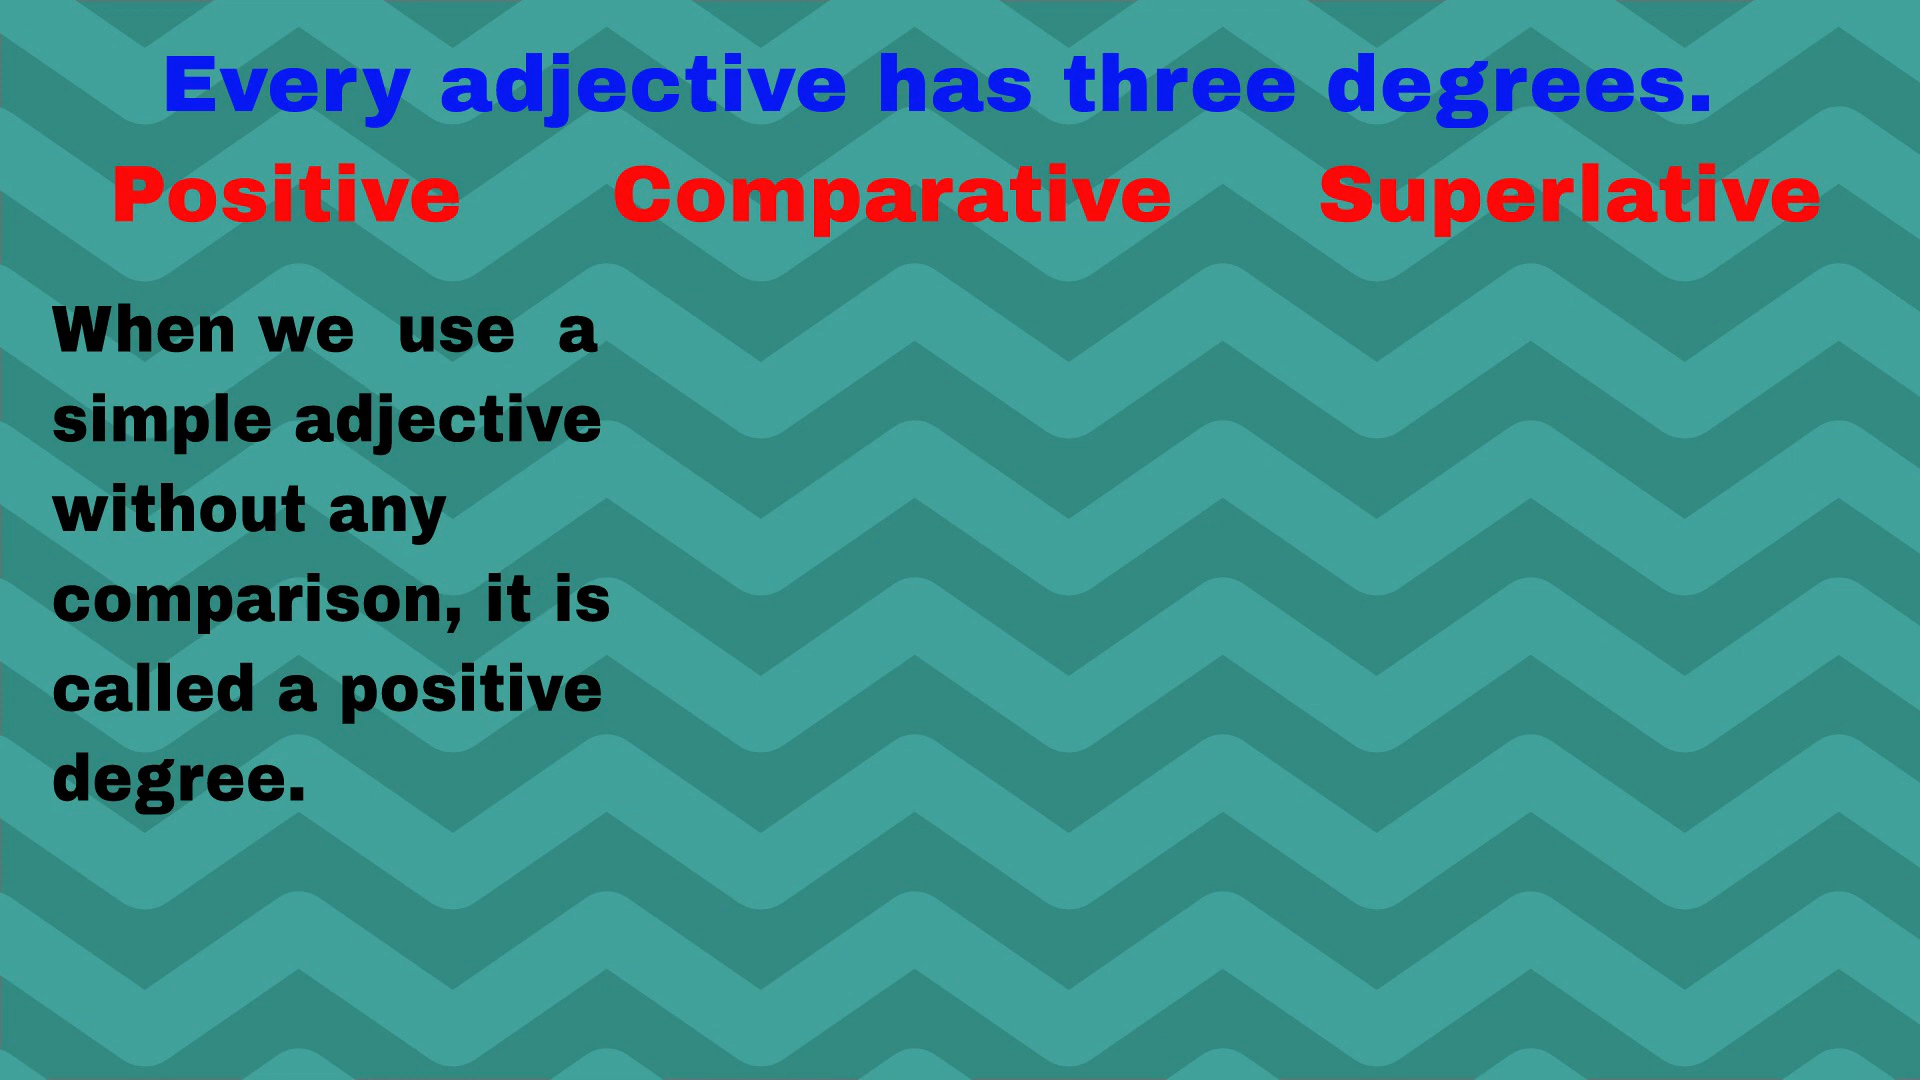 Every adjective has three degrees.
Positive Comparative Superlative
When we use a
simple adjective
without any
comparison, it is
called a positive
degree.